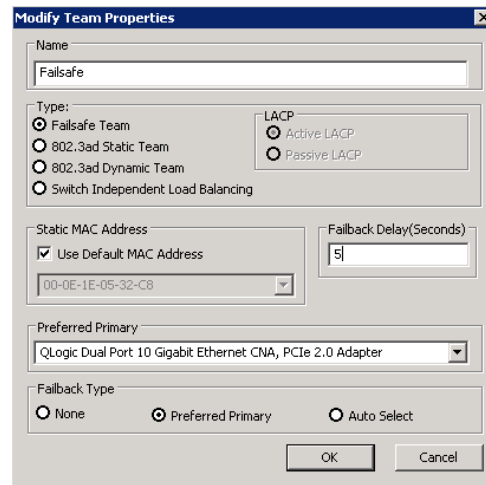 Modify Team Properties
Name
Failsafe
Type:
Failsafe Team
802.3ad Static Team
802.3ad Dynamic Team
Switch Independent Load Balancing
LACP
Active LACP
Passive LACP
Static MAC Address
Use Default MAC Address
00-0E-1E-05-32-C8
Failback Delay(Seconds)
5
Preferred Primary
QLogic Dual Port 10 Gigabit Ethernet CNA, PCIe 2.0 Adapter
Failback Type
None
Preferred Primary
Auto Select
OK
Cancel